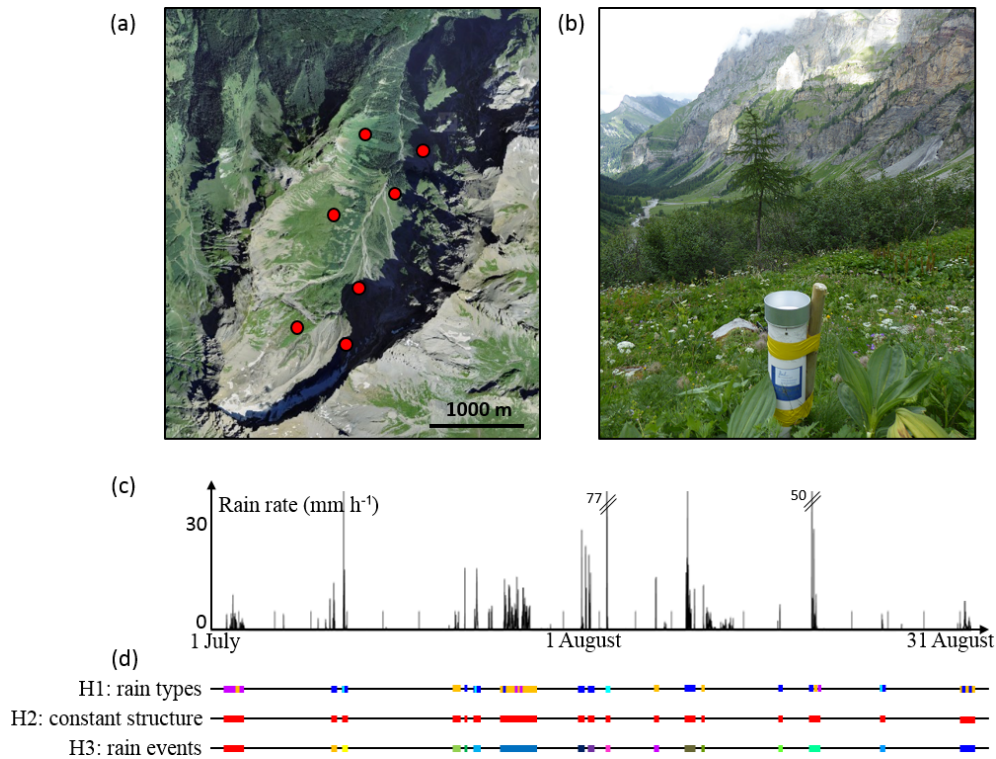 (a)
(b)
1000 m
(c)
Rain rate (mm h⁻¹)
77
50
30
0
1 July
1 August
31 August
(d)
H1: rain types
H2: constant structure
H3: rain events